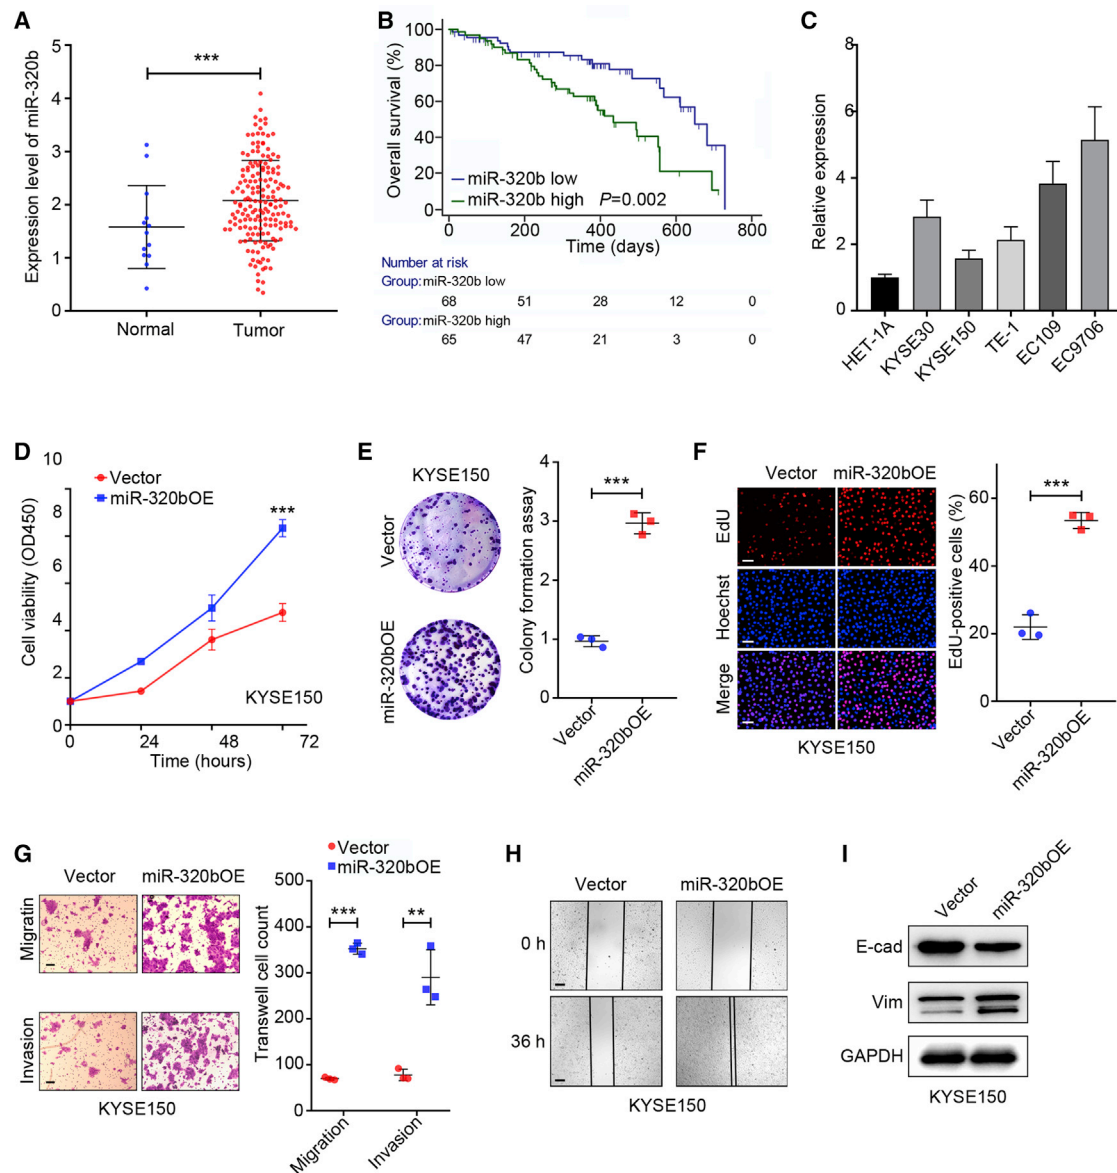 A
Expression level of miR-320b
5
4
3
2
1
0
***
Normal
Tumor
B
Overall survival (%)
100
80
60
40
20
0
miR-320b low
miR-320b high P=0.002
0
200
400
600
800
Time (days)
Number at risk
Group: miR-320b low
68 51 28 12 0
Group: miR-320b high
65 47 21 3 0
C
Relative expression
8
6
4
2
0
HET-1A
KYSE30
KYSE150
TE-1
EC109
EC9706
D
Cell viability (OD450)
10
8
6
4
2
0
Vector
miR-320bOE
***
KYSE150
0
24
48
72
Time (hours)
E
KYSE150
Vector
miR-320bOE
Colony formation assay
4
3
2
1
0
***
Vector
miR-320bOE
F
Vector miR-320bOE
EdU
Hoechst
Merge
KYSE150
EdU-positive cells (%)
60
40
20
0
***
Vector
miR-320bOE
G
Vector miR-320bOE
Migratin
Invasion
KYSE150
Vector
miR-320bOE
Transwell cell count
500
400
300
200
100
0
***
**
Migration
Invasion
H
Vector miR-320bOE
0 h
36 h
KYSE150
I
Vector
miR-320bOE
E-cad
Vim
GAPDH
KYSE150